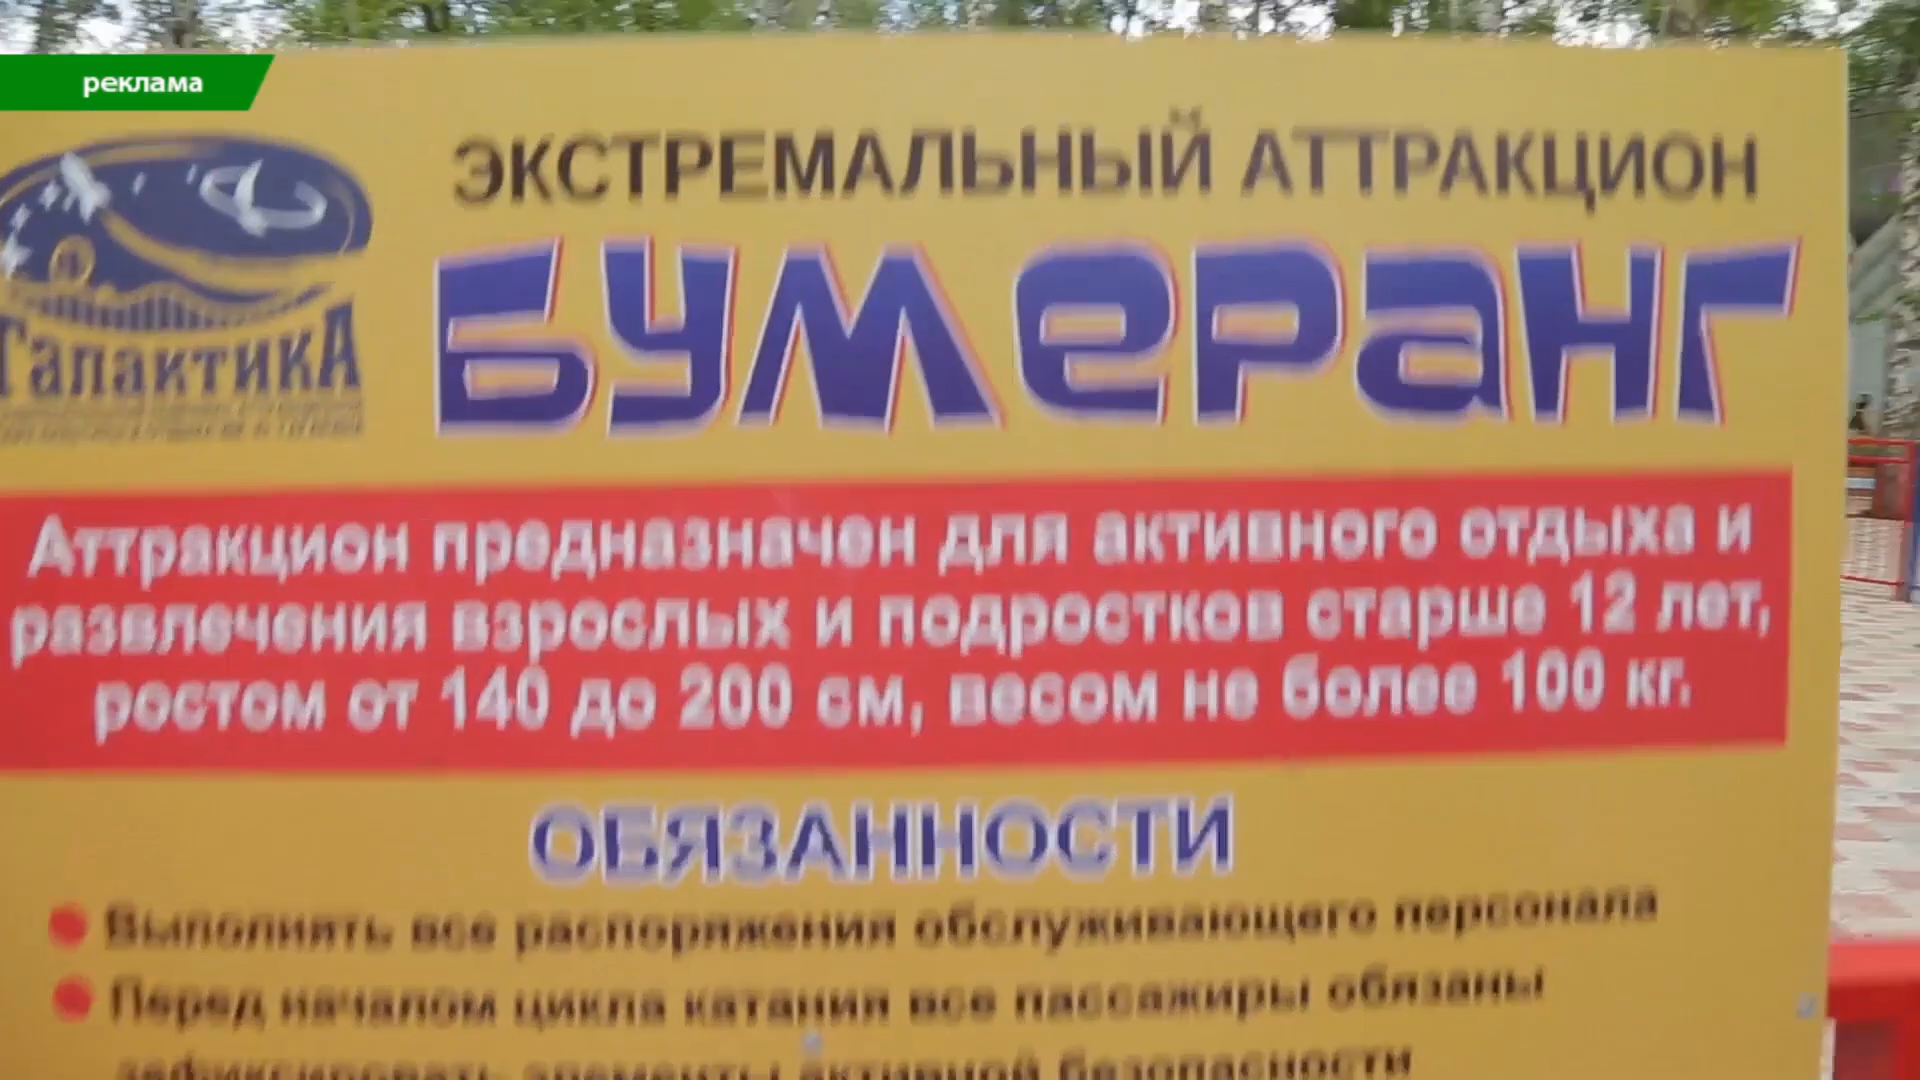 реклама
ЭКСТРЕМАЛЬНЫЙ АТТРАКЦИОН
БУМеРАНГ
ГалактикА
Аттракцион предназначен для активного отдыха и
развлечения взрослых и подростков старше 12 лет,
ростом от 140 до 200 см, весом не более 100 кг.
ОБЯЗАННОСТИ
Выполнять все распоряжения обслуживающего персонала
Перед началом цикла катания все пассажиры обязаны
зафиксировать элементы активной безопасности